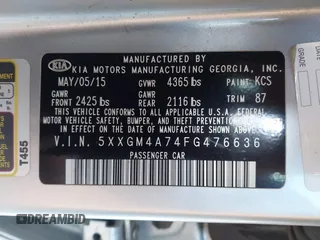 MANUFACTURED BY
KIA
KIA MOTORS MANUFACTURING GEORGIA, INC.
MAY/05/15 GVWR 4365 lbs PAINT KCS
GAWR FRONT 2425 lbs GAWR REAR 2116 lbs TRIM 87
THIS VEHICLE CONFORMS TO ALL APPLICABLE
FEDERAL MOTOR VEHICLE SAFETY, BUMPER, AND THEFT PREVENTION
STANDARDS IN EFFECT ON THE DATE OF MANUFACTURE SHOWN ABOVE.
V.I.N. 5XXGM4A74FG476636
PASSENGER CAR
T455
©AUTOBIDMASTER